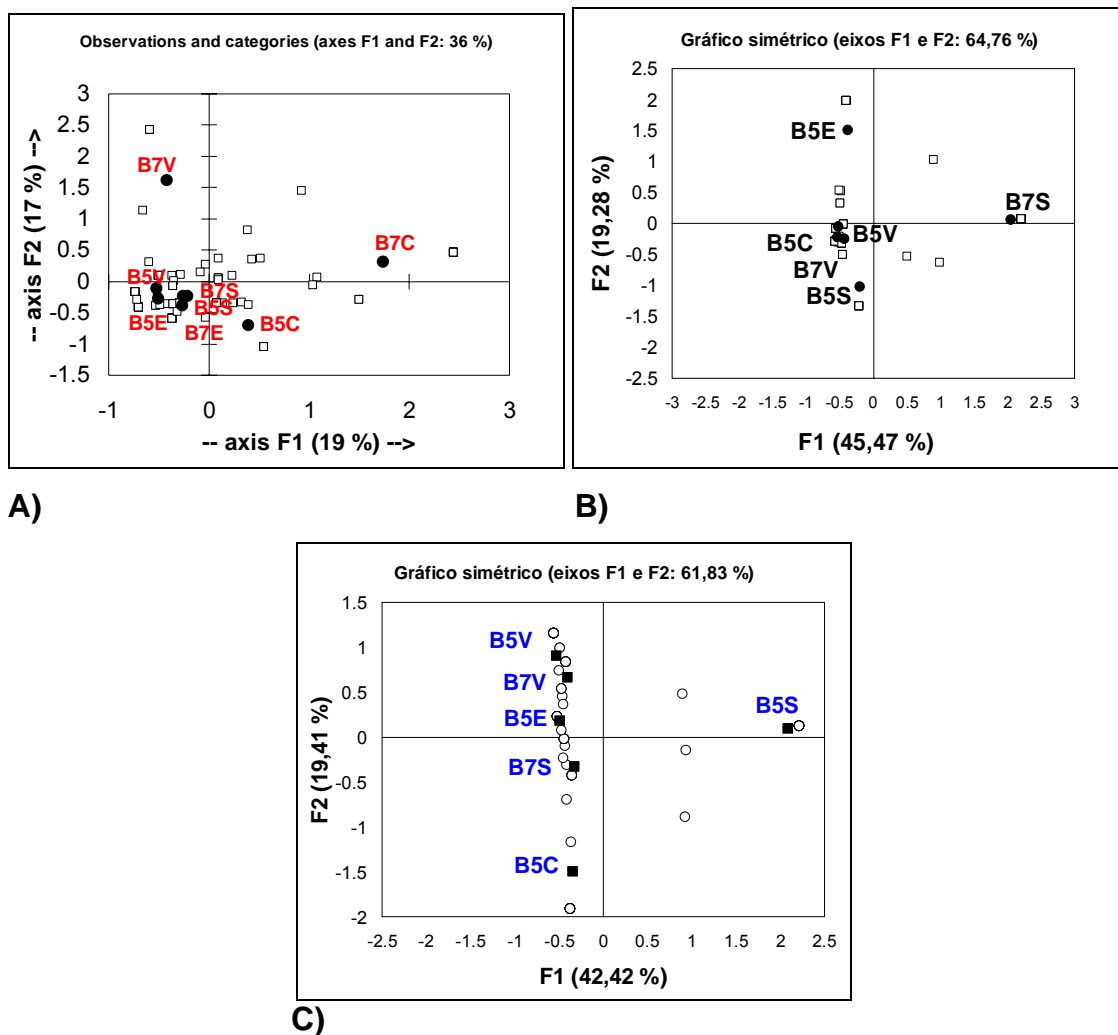 Observations and categories (axes F1 and F2: 36 %)
-- axis F2 (17 %) -->
3
2.5
2
1.5
1
0.5
0
-0.5
-1
-1.5
B7V
B7C
B5V
B7S
B5S
B5E
B7E
B5C
-1
0
1
2
3
-- axis F1 (19 %) -->
A)
Gráfico simétrico (eixos F1 e F2: 64,76 %)
F2 (19,28 %)
2.5
2
1.5
1
0.5
0
-0.5
-1
-1.5
-2
-2.5
B5E
B7S
B5C
B5V
B7V
B5S
-3
-2.5
-2
-1.5
-1
-0.5
0
0.5
1
1.5
2
2.5
3
F1 (45,47 %)
B)
Gráfico simétrico (eixos F1 e F2: 61,83 %)
F2 (19,41 %)
1.5
1
0.5
0
-0.5
-1
-1.5
-2
B5V
B7V
B5E
B5S
B7S
B5C
-2.5
-2
-1.5
-1
-0.5
0
0.5
1
1.5
2
2.5
F1 (42,42 %)
C)